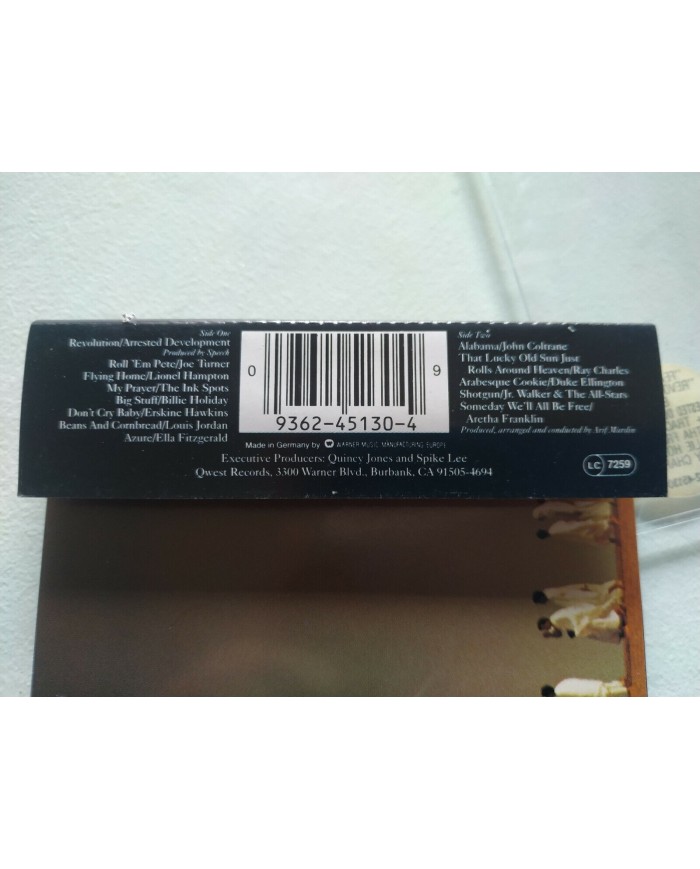 Side One
Revolution/Arrested Development
Produced by Speech
Roll 'Em Pete/Joe Turner
Flying Home/Lionel Hampton
My Prayer/The Ink Spots
Big Stuff/Billie Holiday
Don't Cry Baby/Erskine Hawkins
Beans And Cornbread/Louis Jordan
Azure/Ella Fitzgerald
0
9
9362-45130-4
Side Two
Alabama/John Coltrane
That Lucky Old Sun Just
Rolls Around Heaven/Ray Charles
Arabesque Cookie/Duke Ellington
Shotgun/Jr. Walker & The All-Stars
Someday We'll All Be Free/
Aretha Franklin
Produced, arranged and conducted by Arif Mardin
Made in Germany by WARNER MUSIC MANUFACTURING EUROPE
Executive Producers: Quincy Jones and Spike Lee
Qwest Records, 3300 Warner Blvd., Burbank, CA 91505-4694
LC 7259